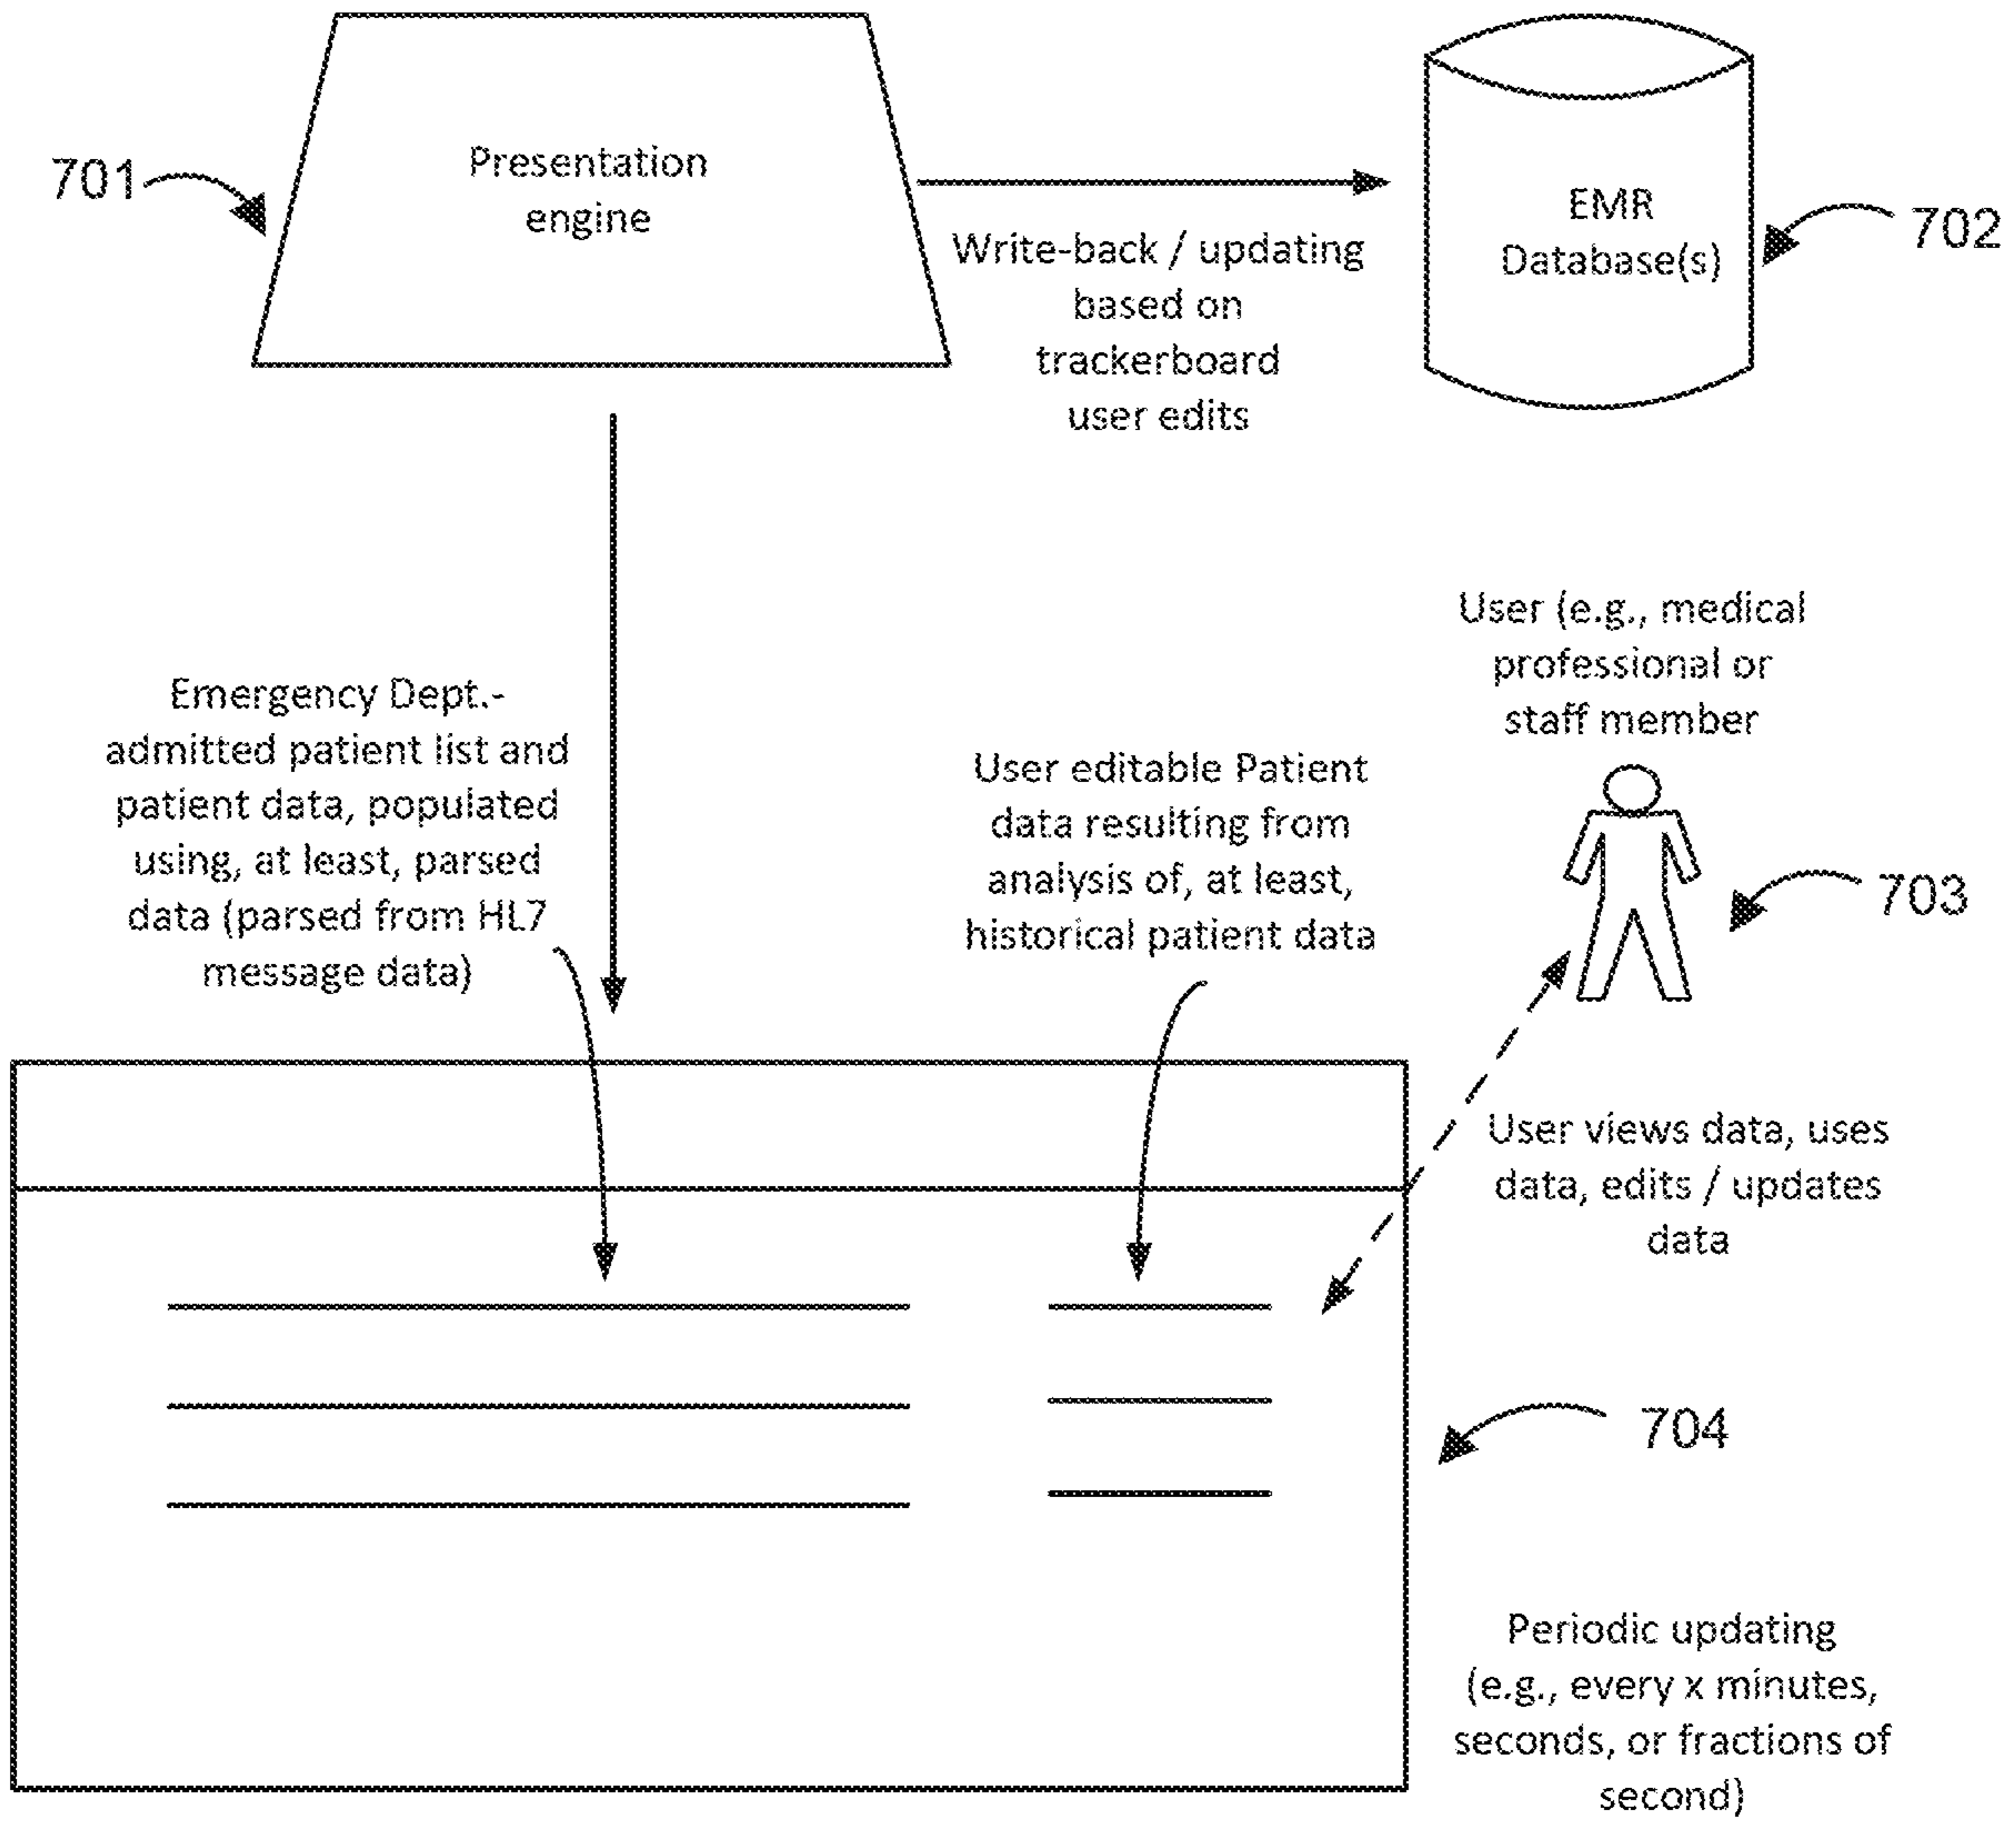 701
Presentation
engine
Write-back / updating
based on
trackerboard
user edits
EMR
Database(s)
702
Emergency Dept.-
admitted patient list and
patient data, populated
using, at least, parsed
data (parsed from HL7
message data)
User editable Patient
data resulting from
analysis of, at least,
historical patient data
User (e.g., medical
professional or
staff member
703
User views data, uses
data, edits / updates
data
704
Periodic updating
(e.g., every x minutes,
seconds, or fractions of
second)